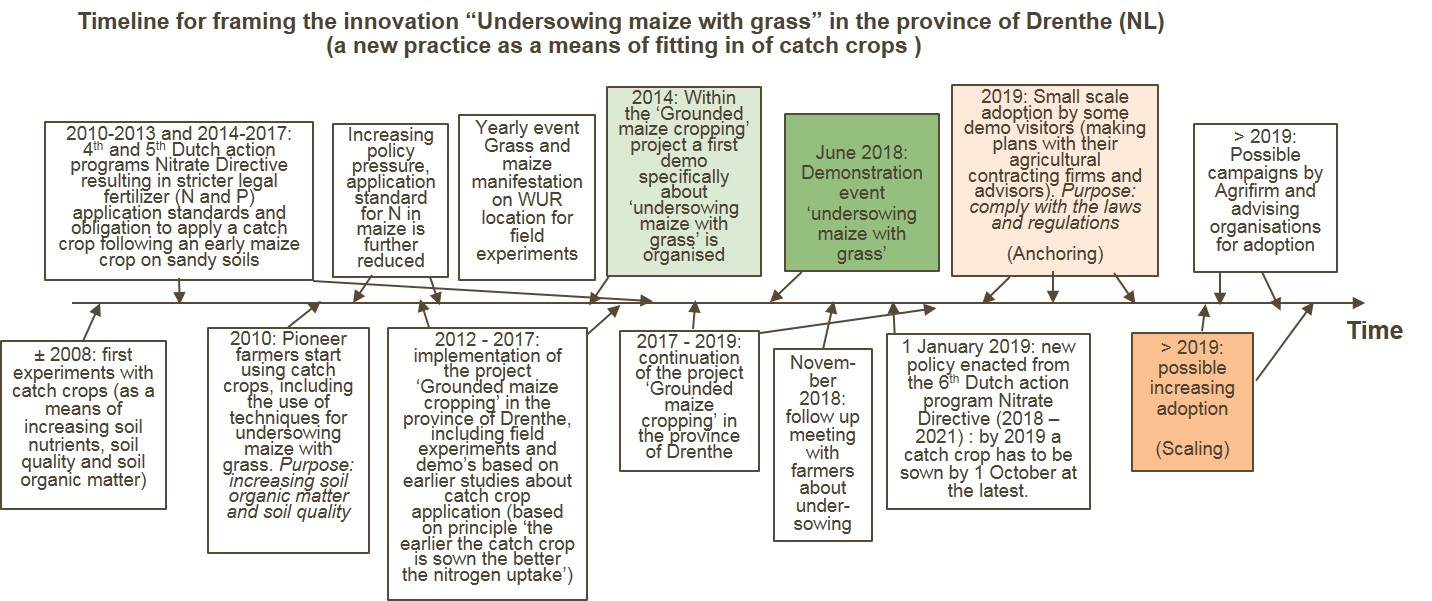 Timeline for framing the innovation “Undersowing maize with grass” in the province of Drenthe (NL)
(a new practice as a means of fitting in of catch crops )
2010-2013 and 2014-2017:
4th and 5th Dutch action
programs Nitrate Directive
resulting in stricter legal
fertilizer (N and P)
application standards and
obligation to apply a catch
crop following an early maize
crop on sandy soils
Increasing
policy
pressure,
application
standard
for N in
maize is
further
reduced
Yearly event
Grass and
maize
manifestation
on WUR
location for
field
experiments
2014: Within
the ‘Grounded
maize cropping’
project a first
demo
specifically
about
‘undersowing
maize with
grass’ is
organised
June 2018:
Demonstration
event
‘undersowing
maize with
grass’
2019: Small scale
adoption by some
demo visitors (making
plans with their
agricultural
contracting firms and
advisors). Purpose:
comply with the laws
and regulations
(Anchoring)
> 2019:
Possible
campaigns by
Agrifirm and
advising
organisations
for adoption
Time
± 2008: first
experiments with
catch crops (as a
means of
increasing soil
nutrients, soil
quality and soil
organic matter)
2010: Pioneer
farmers start
using catch
crops, including
the use of
techniques for
undersowing
maize with
grass. Purpose:
increasing soil
organic matter
and soil quality
2012 - 2017:
implementation of
the project
‘Grounded maize
cropping’ in the
province of Drenthe,
including field
experiments and
demo’s based on
earlier studies about
catch crop
application (based
on principle ‘the
earlier the catch crop
is sown the better
the nitrogen uptake’)
2017 - 2019:
continuation
of the project
‘Grounded
maize
cropping’ in
the province
of Drenthe
Novem-
ber
2018:
follow up
meeting
with
farmers
about
under-
sowing
1 January 2019: new
policy enacted from
the 6th Dutch action
program Nitrate
Directive (2018 –
2021) : by 2019 a
catch crop has to be
sown by 1 October at
the latest.
> 2019:
possible
increasing
adoption
(Scaling)